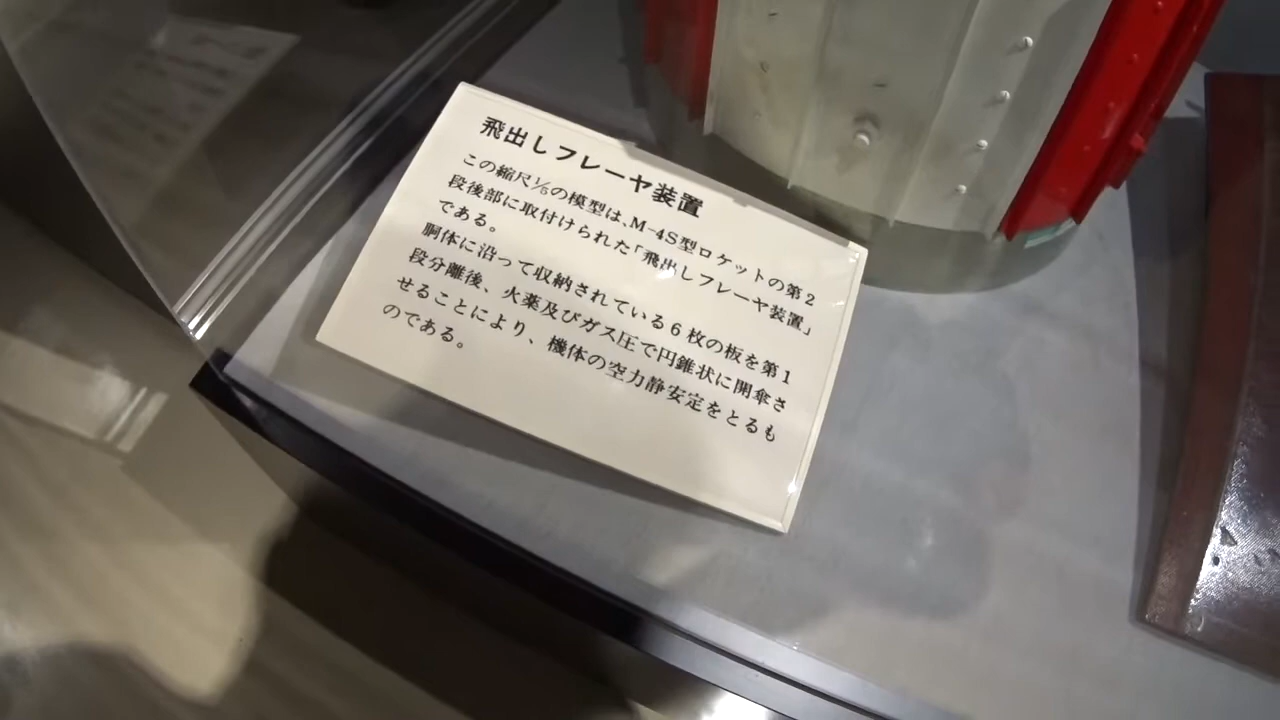 飛出しフレーヤ装置
この縮尺⅕の模型は、M-4S型ロケットの第2
段後部に取付けられた「飛出しフレーヤ装置」
である。
胴体に沿って収納されている6枚の板を第1
段分離後、火薬及びガス圧で円錐状に開傘さ
せることにより、機体の空力静安定をとるも
のである。